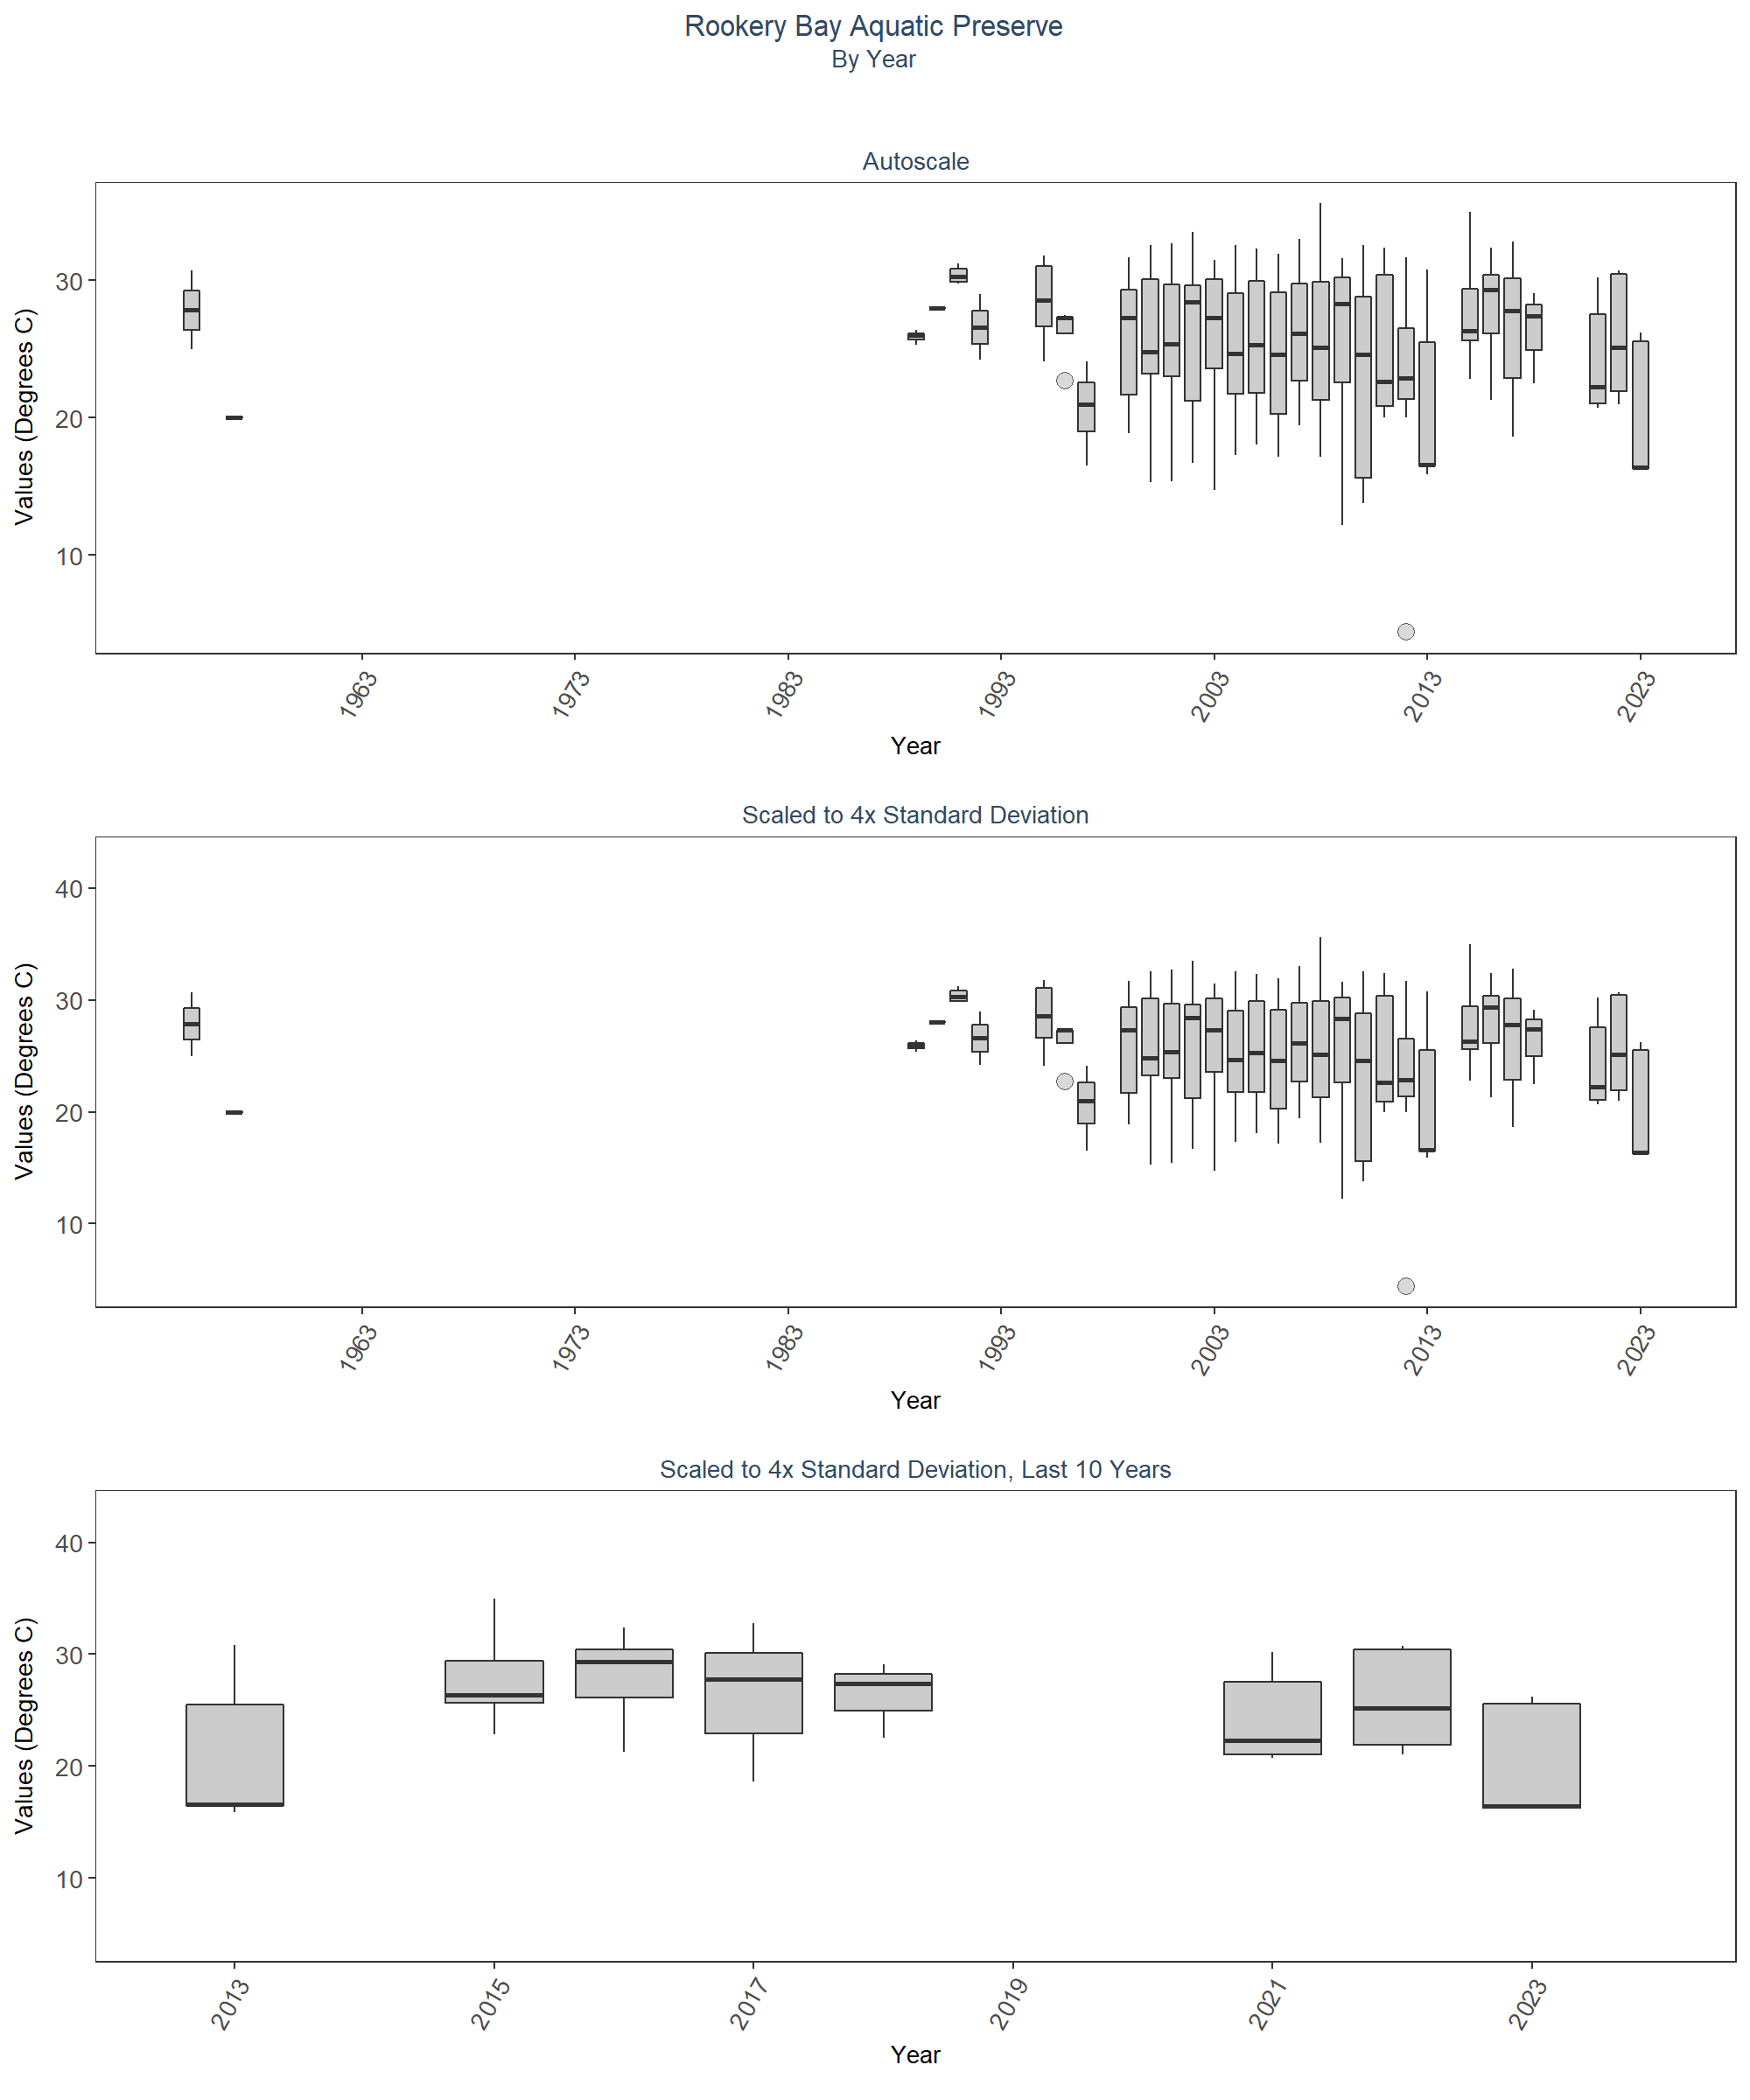 Rookery Bay Aquatic Preserve
By Year
Autoscale
Values (Degrees C)
30
20
10
1963 1973 1983 1993 2003 2013 2023
Year
Scaled to 4x Standard Deviation
Values (Degrees C)
40
30
20
10
1963 1973 1983 1993 2003 2013 2023
Year
Scaled to 4x Standard Deviation, Last 10 Years
Values (Degrees C)
40
30
20
10
2013 2015 2017 2019 2021 2023
Year